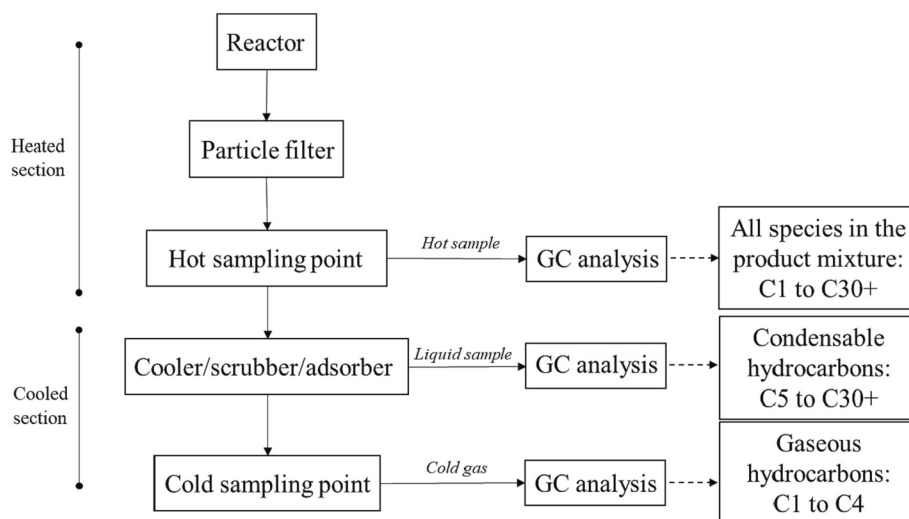 Reactor
Heated
section
Particle filter
Hot sampling point
Hot sample
GC analysis
All species in the
product mixture:
C1 to C30+
Cooled
section
Cooler/scrubber/adsorber
Liquid sample
GC analysis
Condensable
hydrocarbons:
C5 to C30+
Cold sampling point
Cold gas
GC analysis
Gaseous
hydrocarbons:
C1 to C4